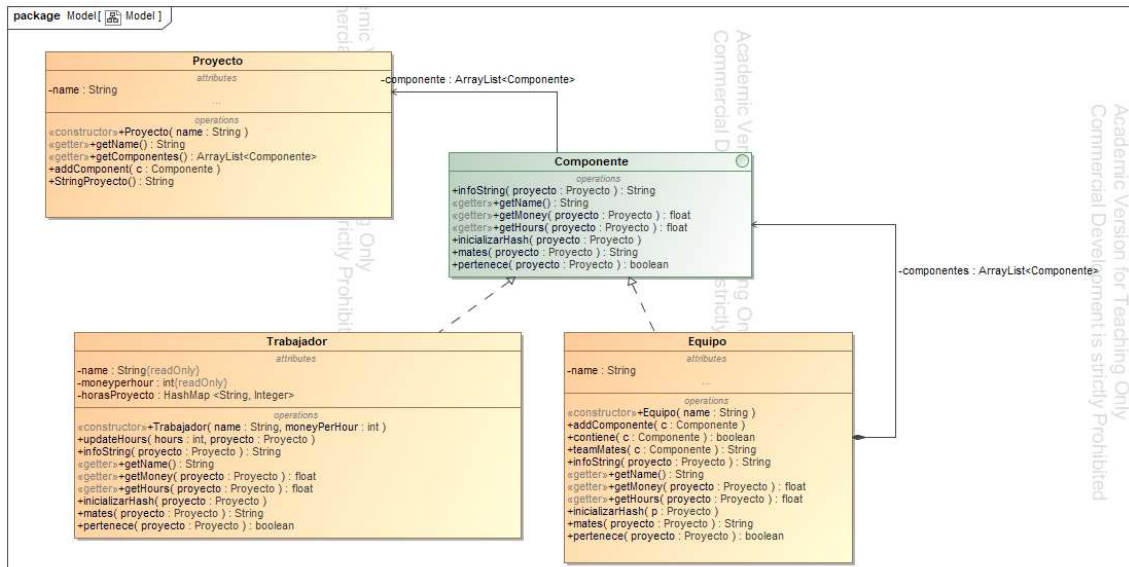 package Model[ Model ]
Proyecto
attributes
-name : String
...
operations
«constructor»+Proyecto( name : String )
«getter»+getName() : String
«getter»+getComponentes() : ArrayList<Componente>
+addComponent( c : Componente )
+StringProyecto() : String
-componente : ArrayList<Componente>
Componente
operations
+infoString( proyecto : Proyecto ) : String
«getter»+getName() : String
«getter»+getMoney( proyecto : Proyecto ) : float
«getter»+getHours( proyecto : Proyecto ) : float
+inicializarHash( proyecto : Proyecto )
+mates( proyecto : Proyecto ) : String
+pertenece( proyecto : Proyecto ) : boolean
-componentes : ArrayList<Componente>
Trabajador
attributes
-name : String{readOnly}
-moneyperhour : int{readOnly}
-horasProyecto : HashMap <String, Integer>
operations
«constructor»+Trabajador( name : String, moneyPerHour : int )
+updateHours( hours : int, proyecto : Proyecto )
+infoString( proyecto : Proyecto ) : String
«getter»+getName() : String
«getter»+getMoney( proyecto : Proyecto ) : float
«getter»+getHours( proyecto : Proyecto ) : float
+inicializarHash( proyecto : Proyecto )
+mates( proyecto : Proyecto ) : String
+pertenece( proyecto : Proyecto ) : boolean
Equipo
attributes
-name : String
...
operations
«constructor»+Equipo( name : String )
+addComponente( c : Componente )
+contiene( c : Componente ) : boolean
+teamMates( c : Componente ) : String
+infoString( proyecto : Proyecto ) : String
«getter»+getName() : String
«getter»+getMoney( proyecto : Proyecto ) : float
«getter»+getHours( proyecto : Proyecto ) : float
+inicializarHash( p : Proyecto )
+mates( proyecto : Proyecto ) : String
+pertenece( proyecto : Proyecto ) : boolean
Academic Version for Teaching Only
Commercial Development is strictly Prohibited